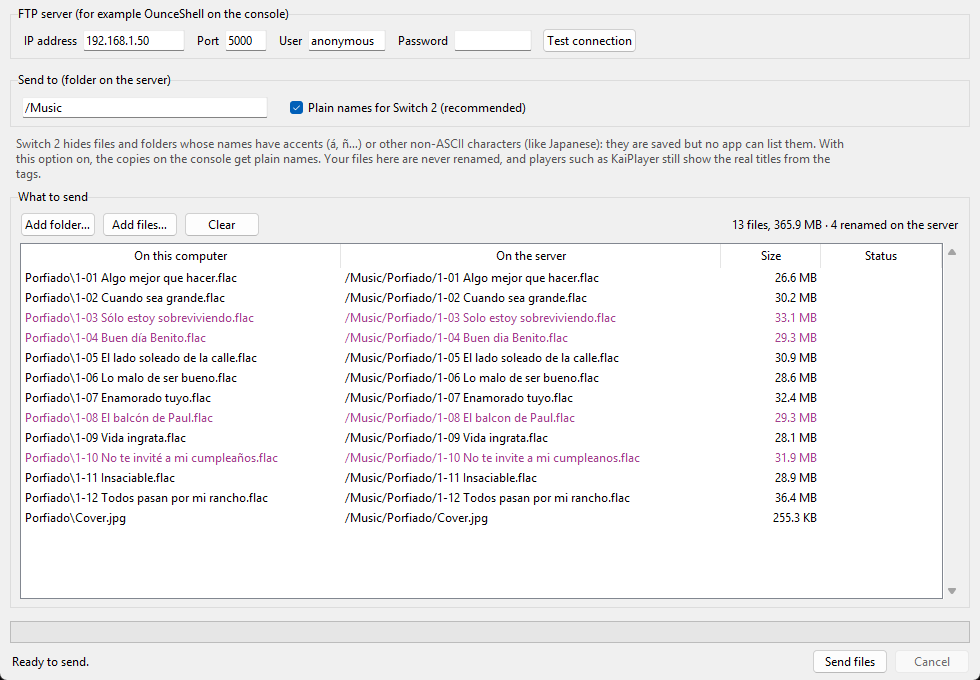 FTP server (for example OunceShell on the console)
IP address 192.168.1.50 Port 5000 User anonymous Password Test connection
Send to (folder on the server)
/Music Plain names for Switch 2 (recommended)
Switch 2 hides files and folders whose names have accents (á, ñ...) or other non-ASCII characters (like Japanese): they are saved but no app can list them. With
this option on, the copies on the console get plain names. Your files here are never renamed, and players such as KaiPlayer still show the real titles from the
tags.
What to send
Add folder... Add files... Clear 13 files, 365.9 MB · 4 renamed on the server
On this computer On the server Size Status
Porfiado\1-01 Algo mejor que hacer.flac /Music/Porfiado/1-01 Algo mejor que hacer.flac 26.6 MB
Porfiado\1-02 Cuando sea grande.flac /Music/Porfiado/1-02 Cuando sea grande.flac 30.2 MB
Porfiado\1-03 Sólo estoy sobreviviendo.flac /Music/Porfiado/1-03 Solo estoy sobreviviendo.flac 33.1 MB
Porfiado\1-04 Buen día Benito.flac /Music/Porfiado/1-04 Buen dia Benito.flac 29.3 MB
Porfiado\1-05 El lado soleado de la calle.flac /Music/Porfiado/1-05 El lado soleado de la calle.flac 30.9 MB
Porfiado\1-06 Lo malo de ser bueno.flac /Music/Porfiado/1-06 Lo malo de ser bueno.flac 28.6 MB
Porfiado\1-07 Enamorado tuyo.flac /Music/Porfiado/1-07 Enamorado tuyo.flac 32.4 MB
Porfiado\1-08 El balcón de Paul.flac /Music/Porfiado/1-08 El balcon de Paul.flac 29.3 MB
Porfiado\1-09 Vida ingrata.flac /Music/Porfiado/1-09 Vida ingrata.flac 28.1 MB
Porfiado\1-10 No te invité a mi cumpleaños.flac /Music/Porfiado/1-10 No te invite a mi cumpleanos.flac 31.9 MB
Porfiado\1-11 Insaciable.flac /Music/Porfiado/1-11 Insaciable.flac 28.9 MB
Porfiado\1-12 Todos pasan por mi rancho.flac /Music/Porfiado/1-12 Todos pasan por mi rancho.flac 36.4 MB
Porfiado\Cover.jpg /Music/Porfiado/Cover.jpg 255.3 KB
Ready to send. Send files Cancel